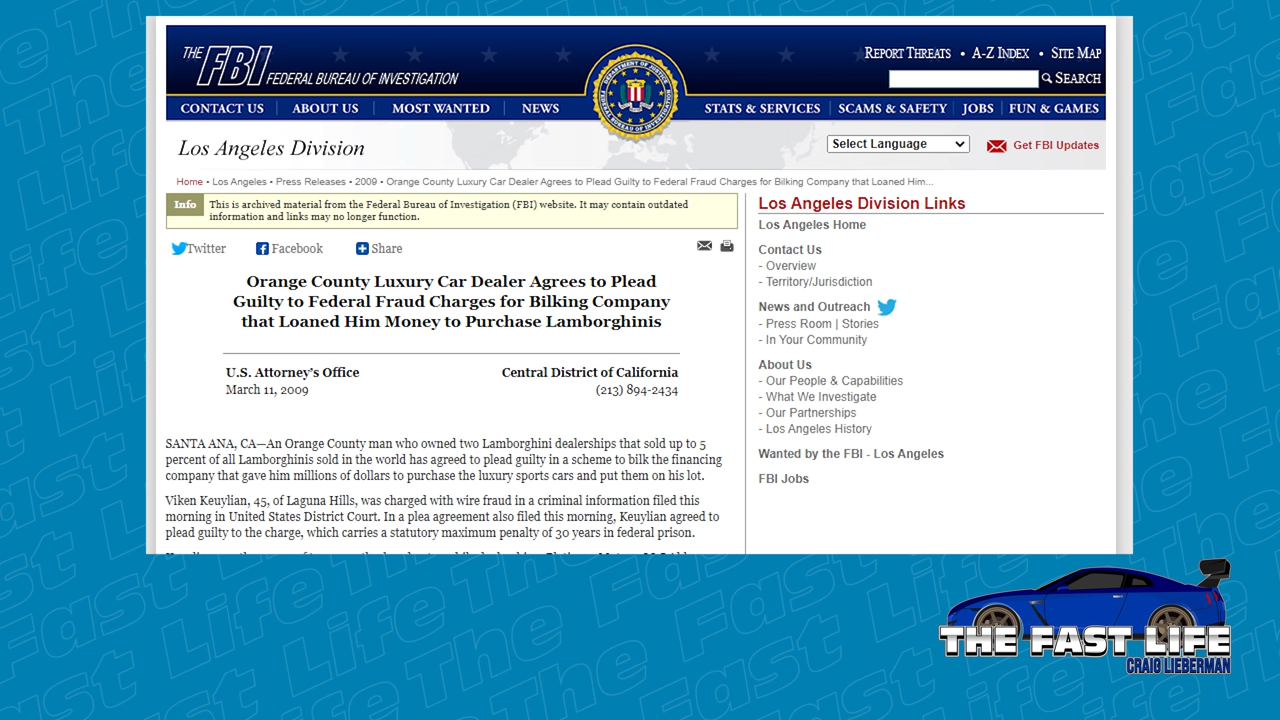 THE FBI FEDERAL BUREAU OF INVESTIGATION
REPORT THREATS • A-Z INDEX • SITE MAP
SEARCH
CONTACT US ABOUT US MOST WANTED NEWS STATS & SERVICES SCAMS & SAFETY JOBS FUN & GAMES
DEPARTMENT OF JUSTICE
FEDERAL BUREAU OF INVESTIGATION
Los Angeles Division
Select Language
Get FBI Updates
Home • Los Angeles • Press Releases • 2009 • Orange County Luxury Car Dealer Agrees to Plead Guilty to Federal Fraud Charges for Bilking Company that Loaned Him...
Info
This is archived material from the Federal Bureau of Investigation (FBI) website. It may contain outdated
information and links may no longer function.
Twitter Facebook Share
Orange County Luxury Car Dealer Agrees to Plead
Guilty to Federal Fraud Charges for Bilking Company
that Loaned Him Money to Purchase Lamborghinis
U.S. Attorney's Office
March 11, 2009
Central District of California
(213) 894-2434
SANTA ANA, CA—An Orange County man who owned two Lamborghini dealerships that sold up to 5
percent of all Lamborghinis sold in the world has agreed to plead guilty in a scheme to bilk the financing
company that gave him millions of dollars to purchase the luxury sports cars and put them on his lot.
Viken Keuylian, 45, of Laguna Hills, was charged with wire fraud in a criminal information filed this
morning in United States District Court. In a plea agreement also filed this morning, Keuylian agreed to
plead guilty to the charge, which carries a statutory maximum penalty of 30 years in federal prison.
Los Angeles Division Links
Los Angeles Home
Contact Us
- Overview
- Territory/Jurisdiction
News and Outreach
- Press Room | Stories
- In Your Community
About Us
- Our People & Capabilities
- What We Investigate
- Our Partnerships
- Los Angeles History
Wanted by the FBI - Los Angeles
FBI Jobs
THE FAST LIFE
CRAIG LIEBERMAN